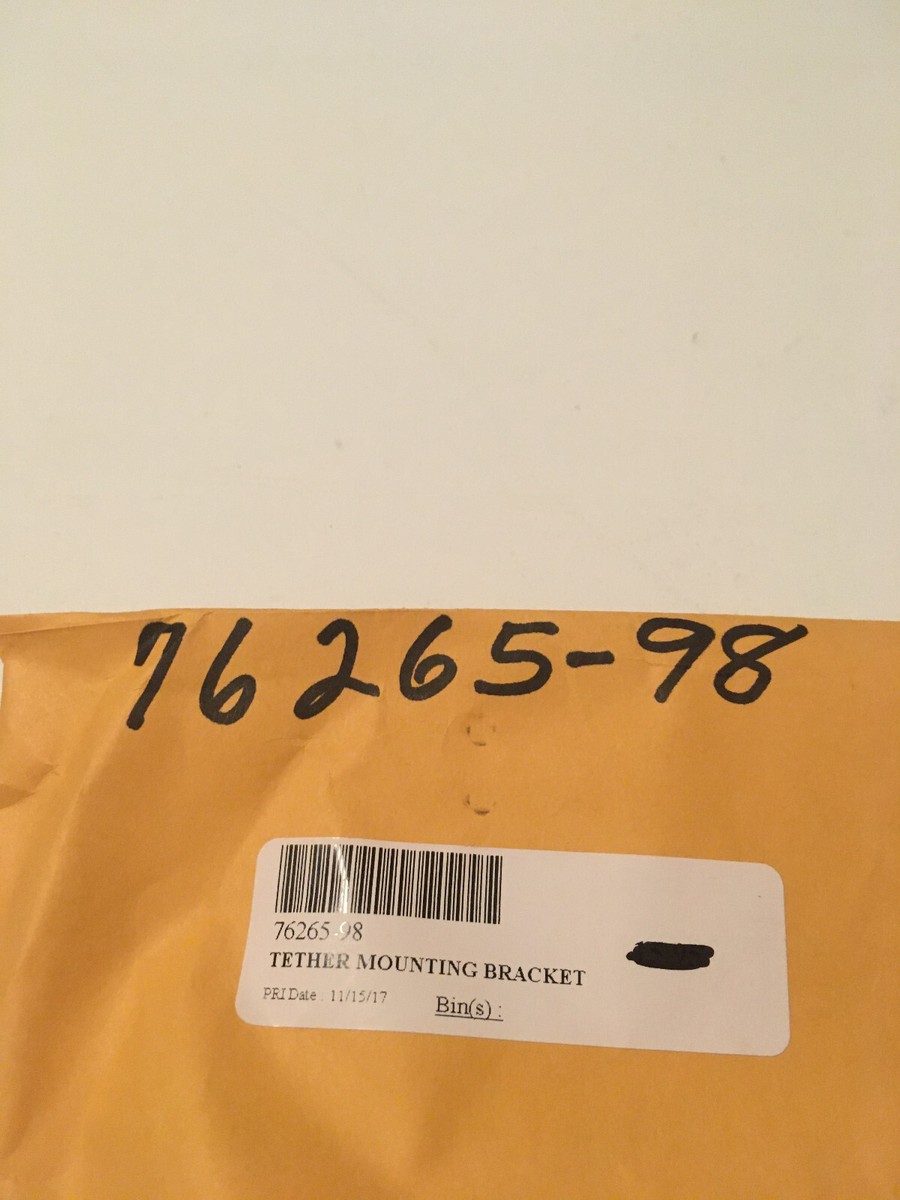 76265-98
76265-98
TETHER MOUNTING BRACKET
PRI Date : 11/15/17
Bin(s) :